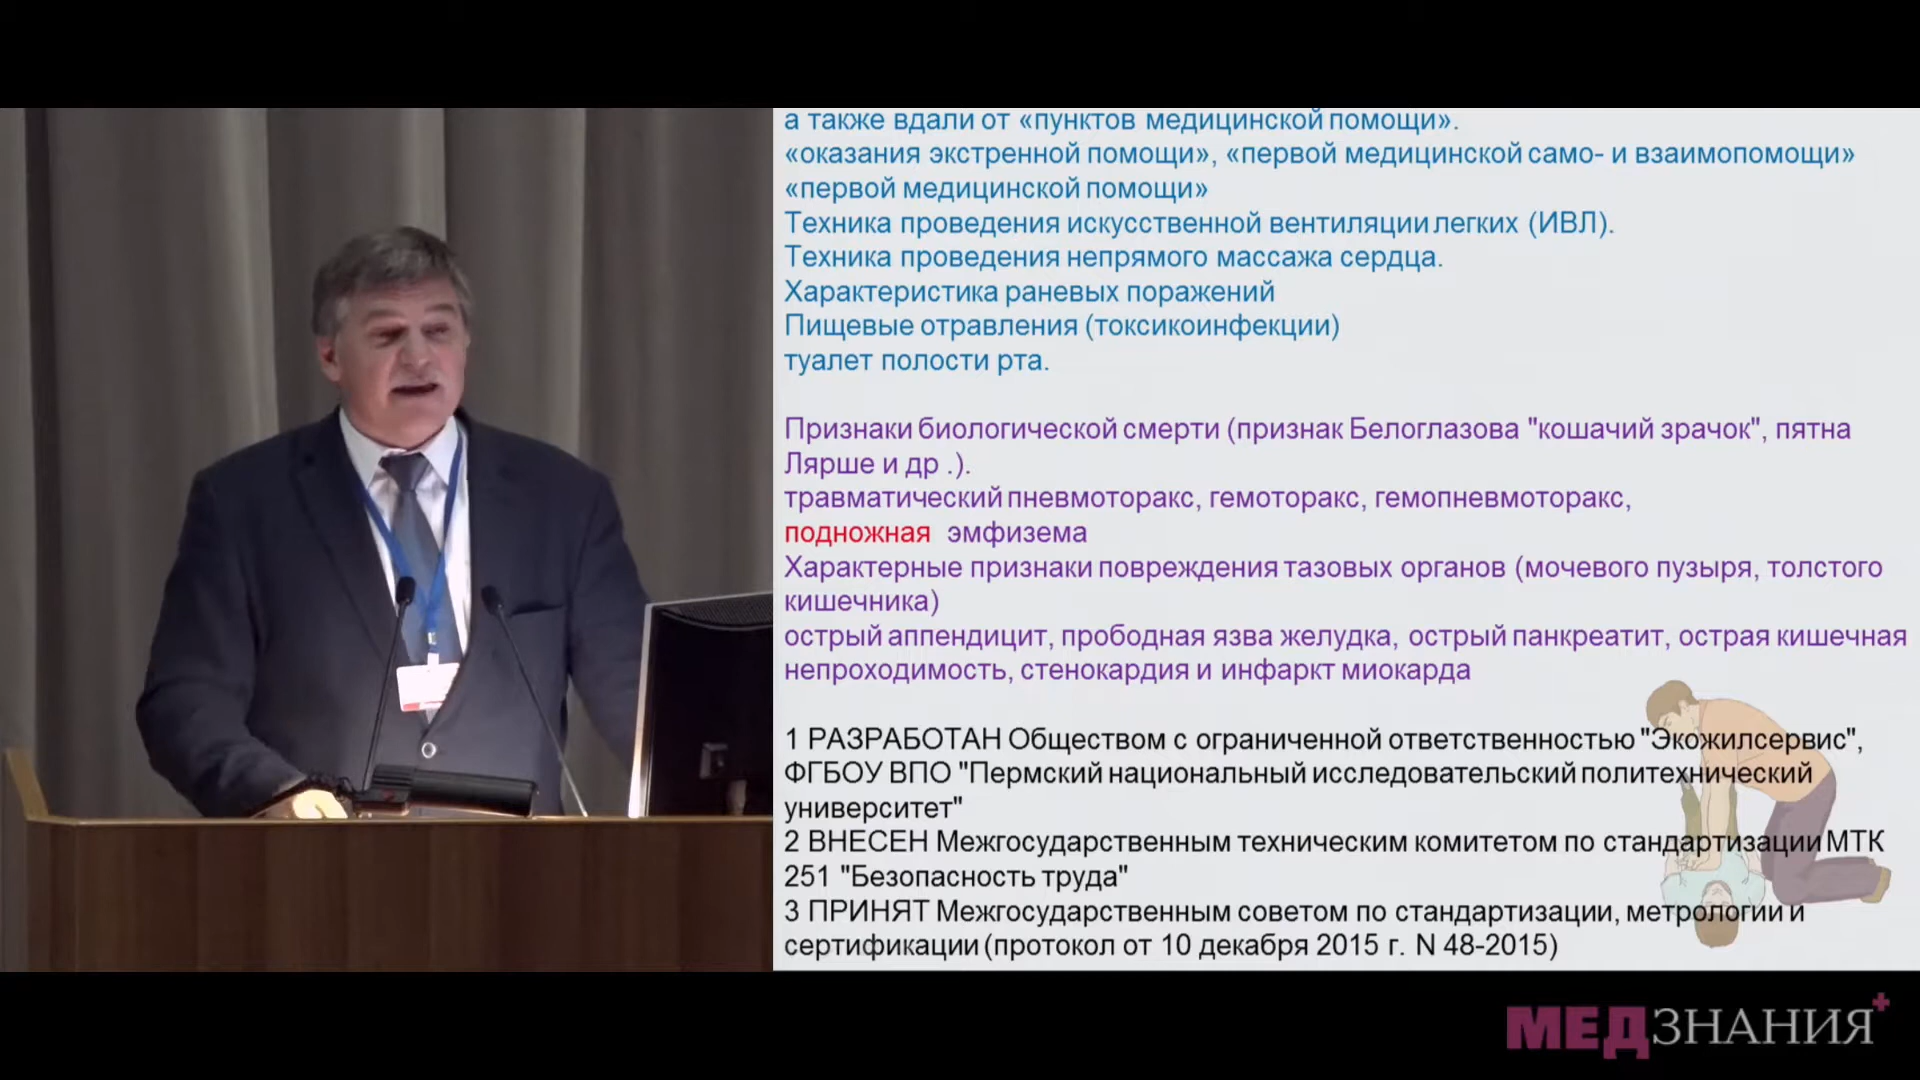 а также вдали от «пунктов медицинской помощи».
«оказания экстренной помощи», «первой медицинской само- и взаимопомощи»
«первой медицинской помощи»
Техника проведения искусственной вентиляции легких (ИВЛ).
Техника проведения непрямого массажа сердца.
Характеристика раневых поражений
Пищевые отравления (токсикоинфекции)
туалет полости рта.
Признаки биологической смерти (признак Белоглазова "кошачий зрачок", пятна
Лярше и др .).
травматический пневмоторакс, гемоторакс, гемопневмоторакс,
подножная эмфизема
Характерные признаки повреждения тазовых органов (мочевого пузыря, толстого
кишечника)
острый аппендицит, прободная язва желудка, острый панкреатит, острая кишечная
непроходимость, стенокардия и инфаркт миокарда
1 РАЗРАБОТАН Обществом с ограниченной ответственностью "Экожилсервис",
ФГБОУ ВПО "Пермский национальный исследовательский политехнический
университет"
2 ВНЕСЕН Межгосударственным техническим комитетом по стандартизации МТК
251 "Безопасность труда"
3 ПРИНЯТ Межгосударственным советом по стандартизации, метрологии и
сертификации (протокол от 10 декабря 2015 г. N 48-2015)
МЕДЗНАНИЯ+